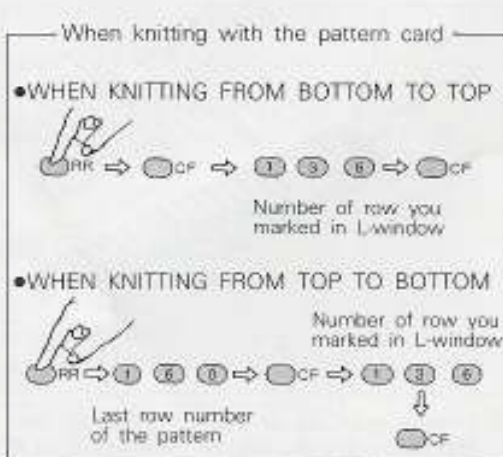 When knitting with the pattern card
●WHEN KNITTING FROM BOTTOM TO TOP
RR ⇨ CF ⇨ 1 3 6 ⇨ CF
Number of row you
marked in L-window
●WHEN KNITTING FROM TOP TO BOTTOM
Number of row you
marked in L-window
RR ⇨ 1 6 0 ⇨ CF ⇨ 1 3 6
Last row number
of the pattern
⇩
CF